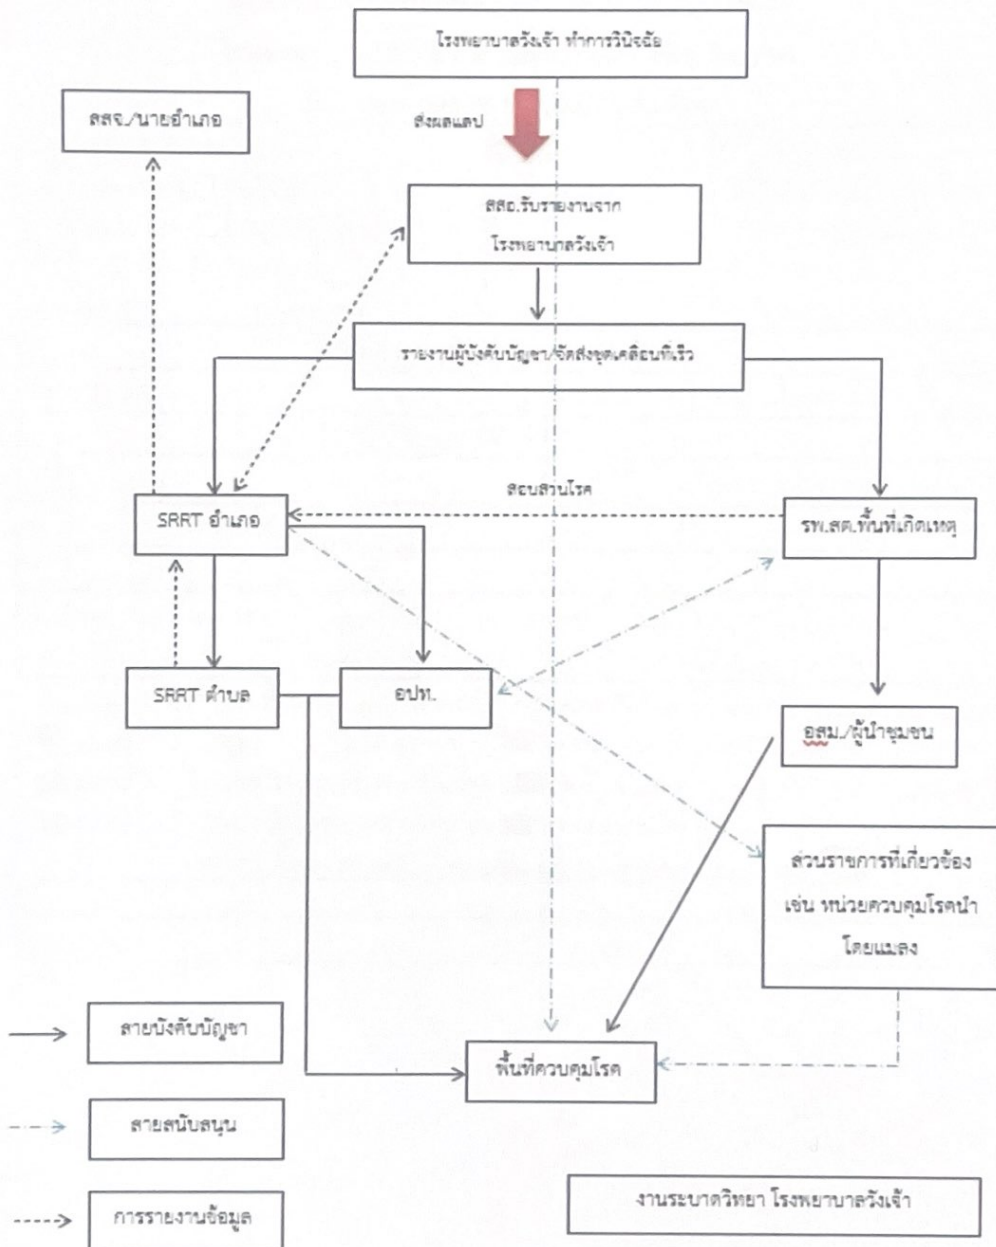 โรงพยาบาลวังเจ้า ทำการวินิจฉัย
สสจ./นายอำเภอ
ส่งผลแลป
สสอ.รับรายงานจาก
โรงพยาบาลวังเจ้า
รายงานผู้บังคับบัญชา/จัดส่งชุดเคลื่อนที่เร็ว
สอบสวนโรค
SRRT อำเภอ
รพ.สต.พื้นที่เกิดเหตุ
SRRT ตำบล
อปท.
อสม./ผู้นำชุมชน
ส่วนราชการที่เกี่ยวข้อง
เช่น หน่วยควบคุมโรคนำ
โดยแมลง
สายบังคับบัญชา
พื้นที่ควบคุมโรค
สายสนับสนุน
การรายงานข้อมูล
งานระบาดวิทยา โรงพยาบาลวังเจ้า